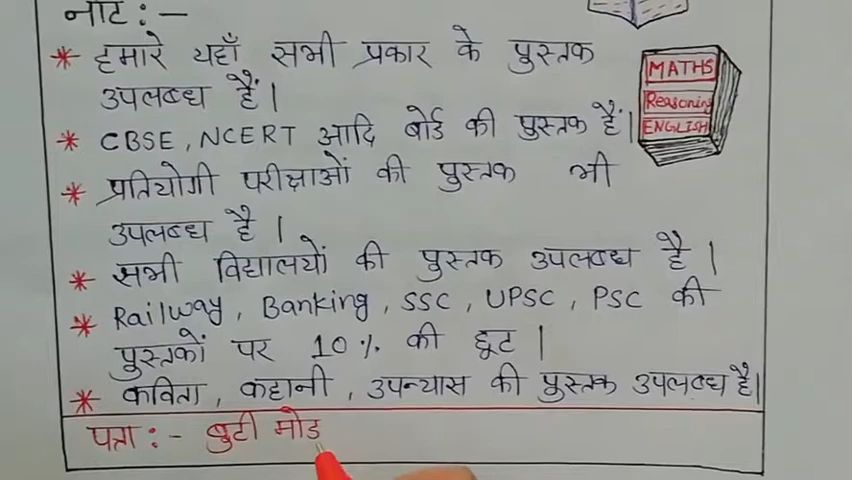 नोट :-
* हमारे यहाँ सभी प्रकार के पुस्तक
उपलब्ध हैं।
* CBSE, NCERT आदि बोर्ड की पुस्तक हैं।
* प्रतियोगी परीक्षाओं की पुस्तक भी
उपलब्ध है।
* सभी विद्यालयों की पुस्तक उपलब्ध है।
* Railway, Banking, SSC, UPSC, PSC की
पुस्तकों पर 10% की छूट।
* कविता, कहानी, उपन्यास की पुस्तक उपलब्ध है।
पता :- बुटी मोड
MATHS
Reasoning
ENGLISH